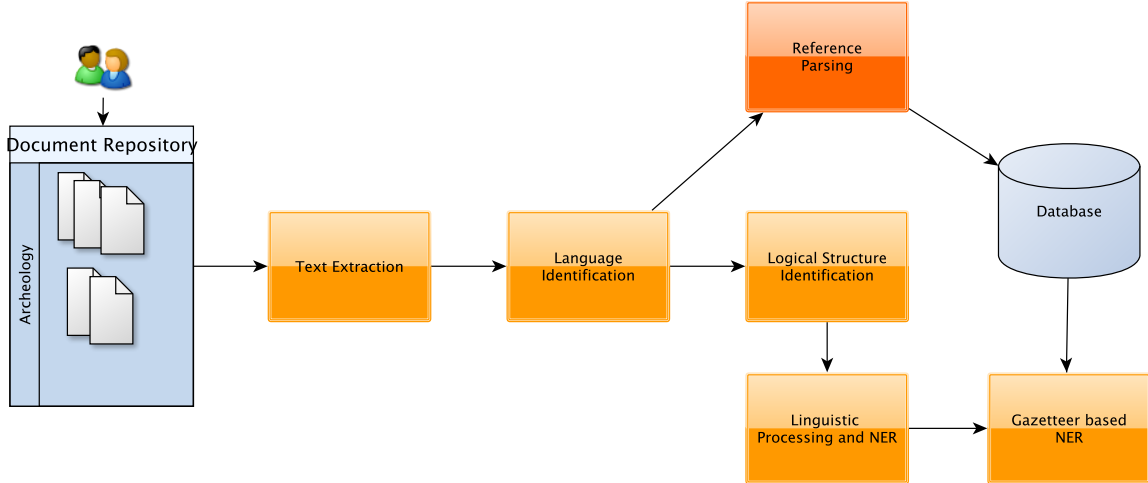 Reference
Parsing
Document Repository
Archeology
Text Extraction
Language
Identification
Logical Structure
Identification
Database
Linguistic
Processing and NER
Gazetteer based
NER